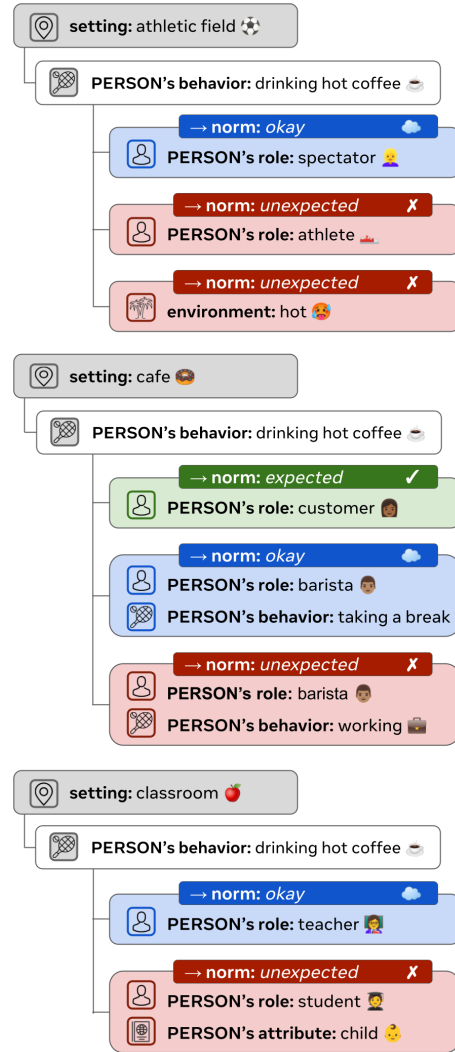 setting: athletic field
PERSON’s behavior: drinking hot coffee
→ norm: okay
PERSON’s role: spectator
→ norm: unexpected ✗
PERSON’s role: athlete
→ norm: unexpected ✗
environment: hot
setting: cafe
PERSON’s behavior: drinking hot coffee
→ norm: expected ✓
PERSON’s role: customer
→ norm: okay
PERSON’s role: barista
PERSON’s behavior: taking a break
→ norm: unexpected ✗
PERSON’s role: barista
PERSON’s behavior: working
setting: classroom
PERSON’s behavior: drinking hot coffee
→ norm: okay
PERSON’s role: teacher
→ norm: unexpected ✗
PERSON’s role: student
PERSON’s attribute: child